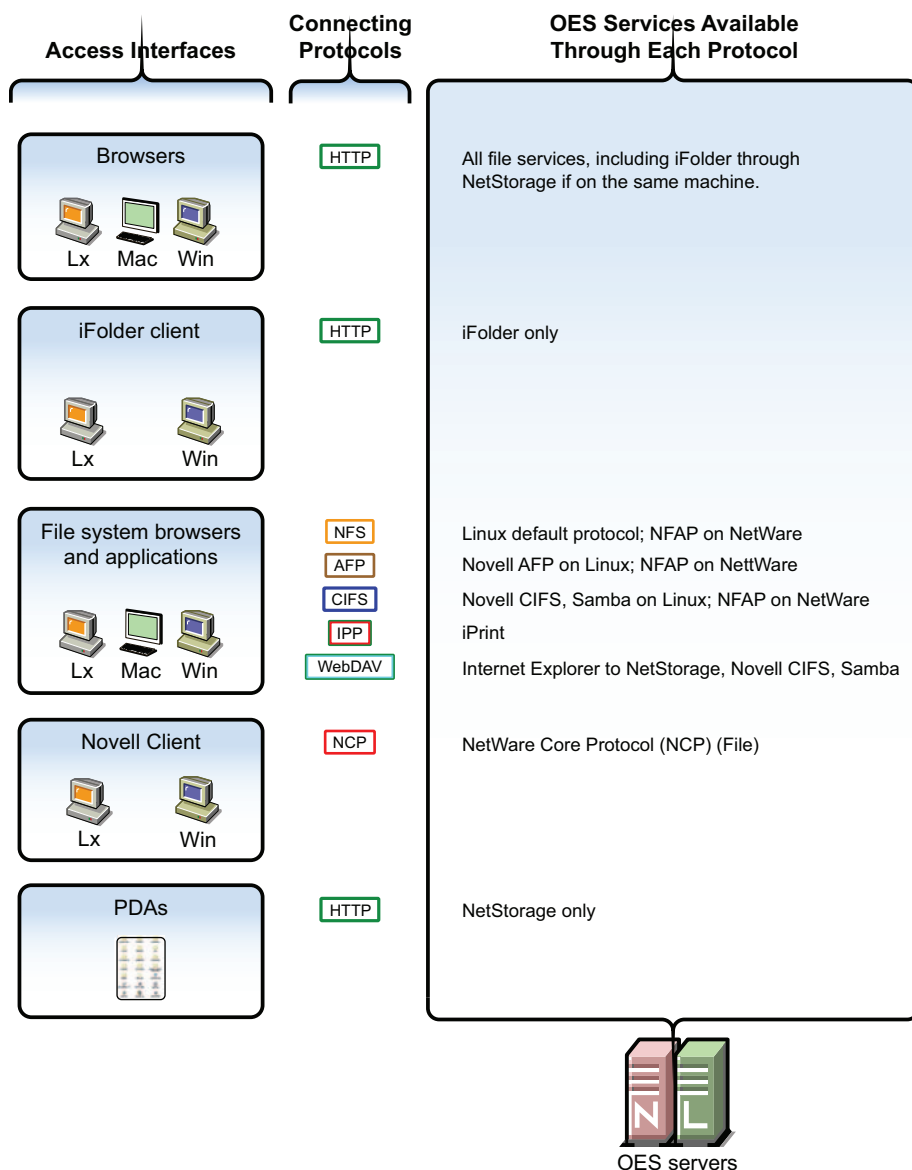 Access Interfaces
Connecting
Protocols
OES Services Available
Through Each Protocol
Browsers
Lx Mac Win
HTTP
All file services, including iFolder through
NetStorage if on the same machine.
iFolder client
Lx Win
HTTP
iFolder only
File system browsers
and applications
Lx Mac Win
NFS
Linux default protocol; NFAP on NetWare
AFP
Novell AFP on Linux; NFAP on NettWare
CIFS
Novell CIFS, Samba on Linux; NFAP on NetWare
IPP
iPrint
WebDAV
Internet Explorer to NetStorage, Novell CIFS, Samba
Novell Client
Lx Win
NCP
NetWare Core Protocol (NCP) (File)
PDAs
HTTP
NetStorage only
N L
OES servers